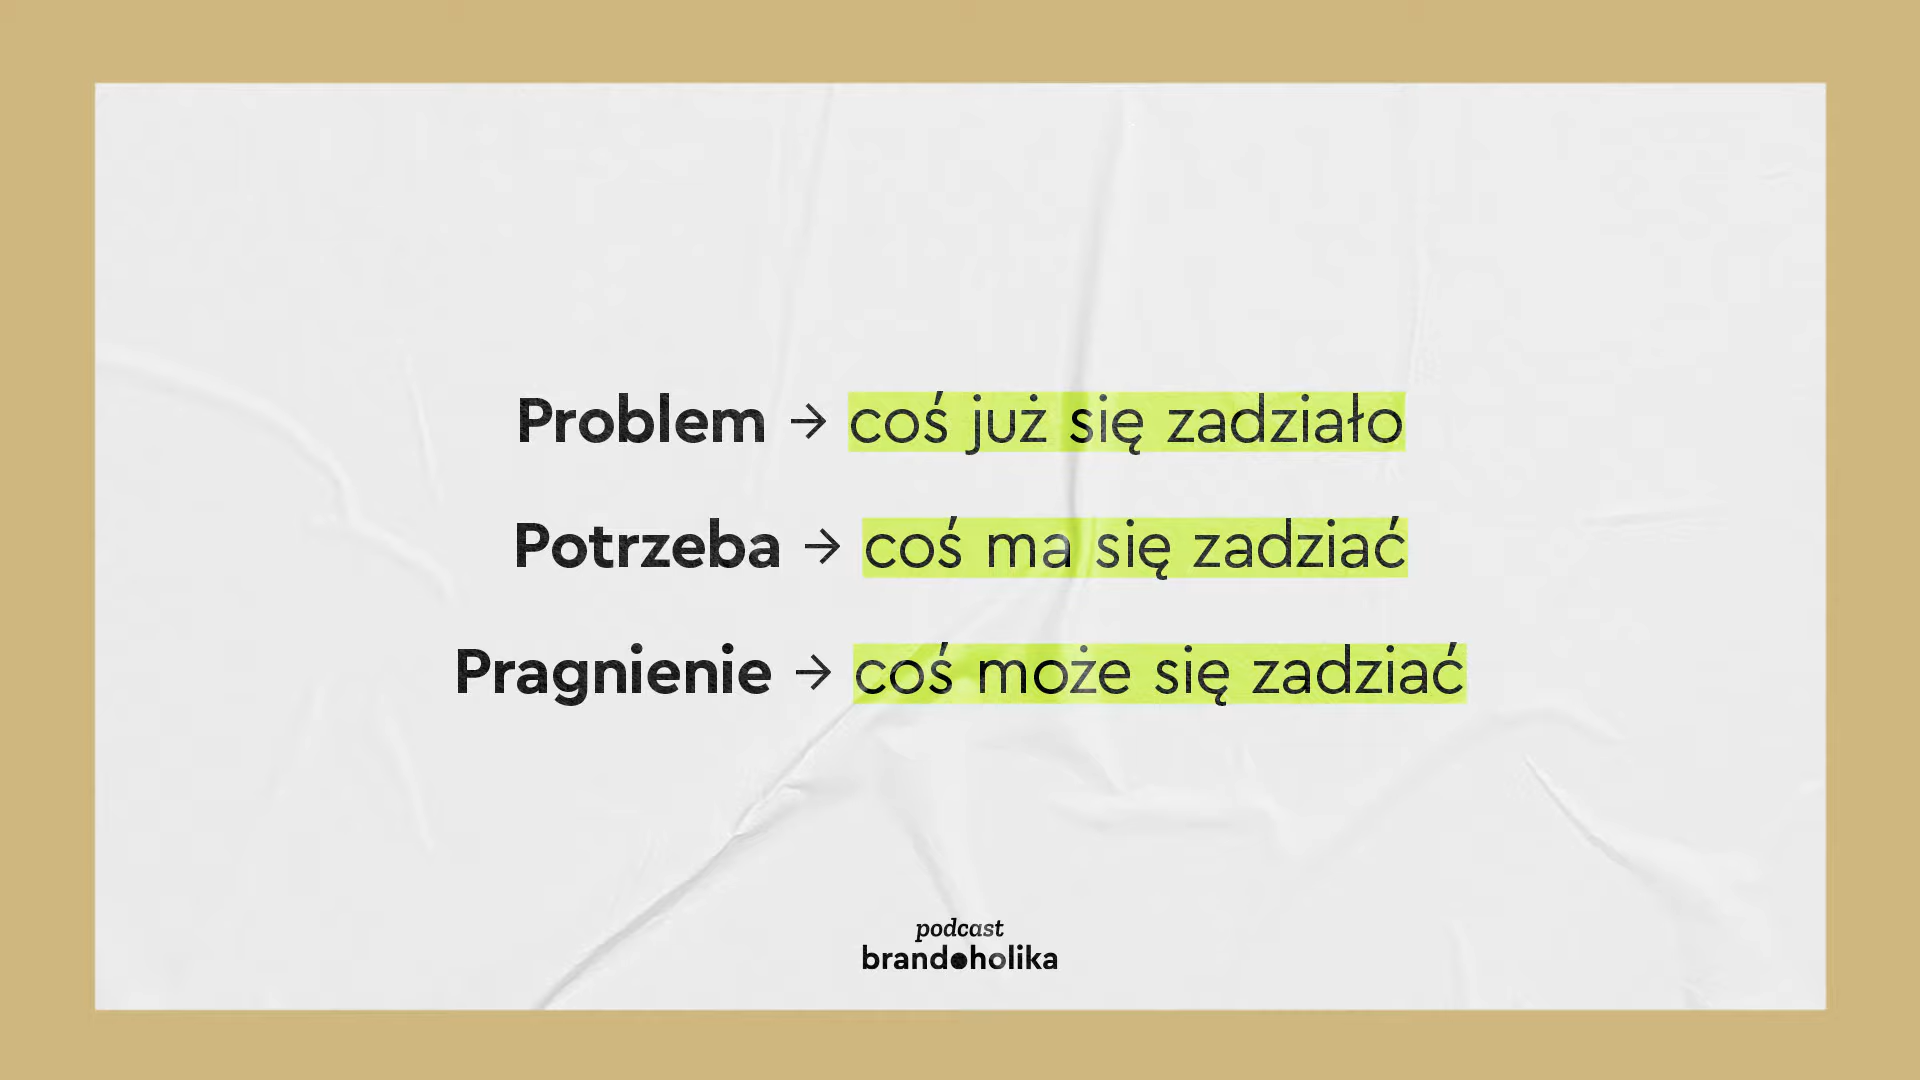 Problem → coś już się zadziało
Potrzeba → coś ma się zadziać
Pragnienie → coś może się zadziać
podcast
brandoholika